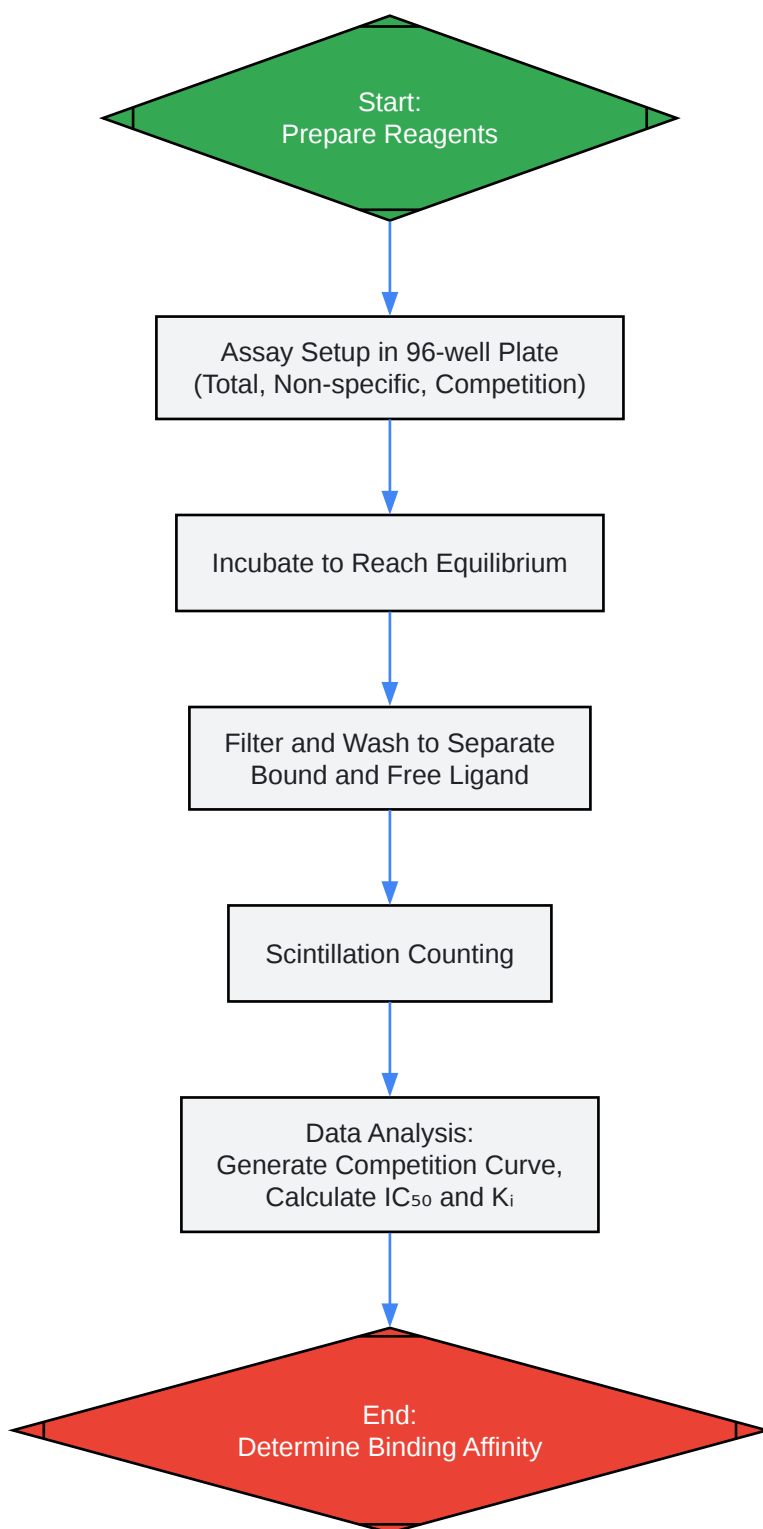 Start:
Prepare Reagents
Assay Setup in 96-well Plate
(Total, Non-specific, Competition)
Incubate to Reach Equilibrium
Filter and Wash to Separate
Bound and Free Ligand
Scintillation Counting
Data Analysis:
Generate Competition Curve,
Calculate IC₅₀ and Kᵢ
End:
Determine Binding Affinity